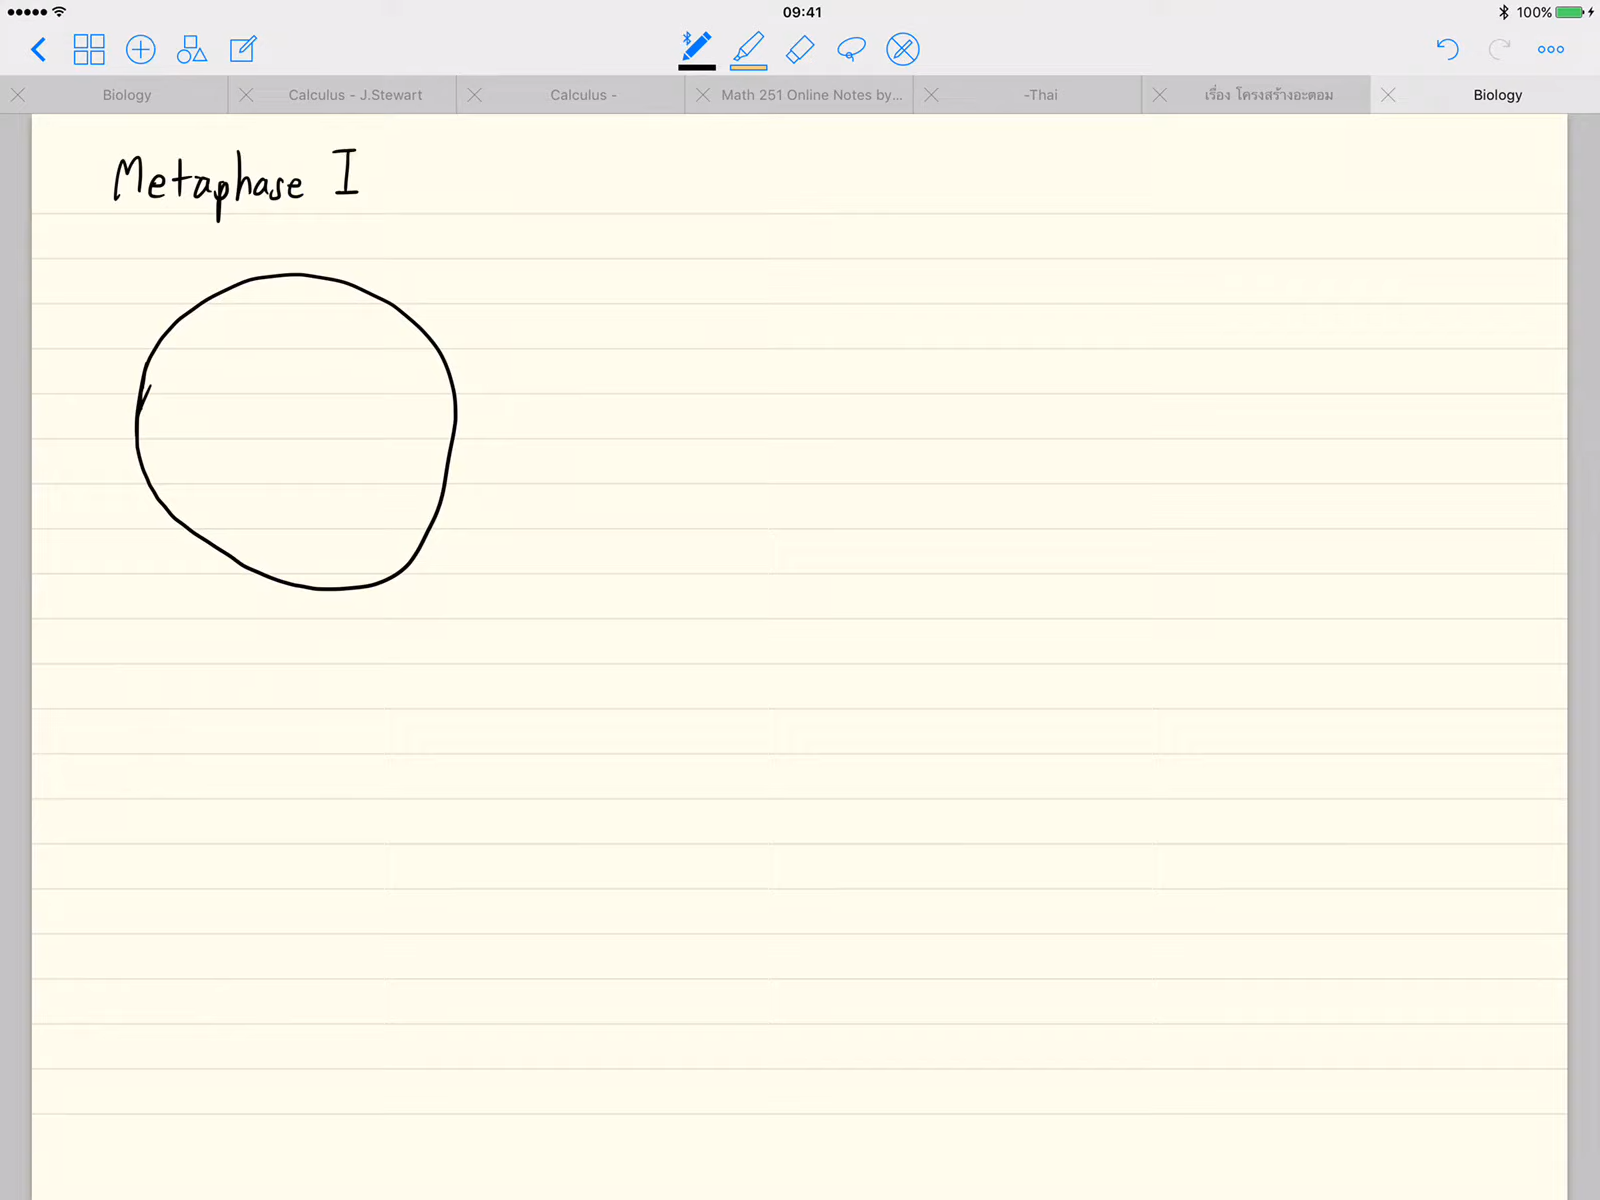 09:41
100%
Biology
Calculus - J.Stewart
Calculus -
Math 251 Online Notes by...
-Thai
เรื่อง โครงสร้างอะตอม
Biology
Metaphase I